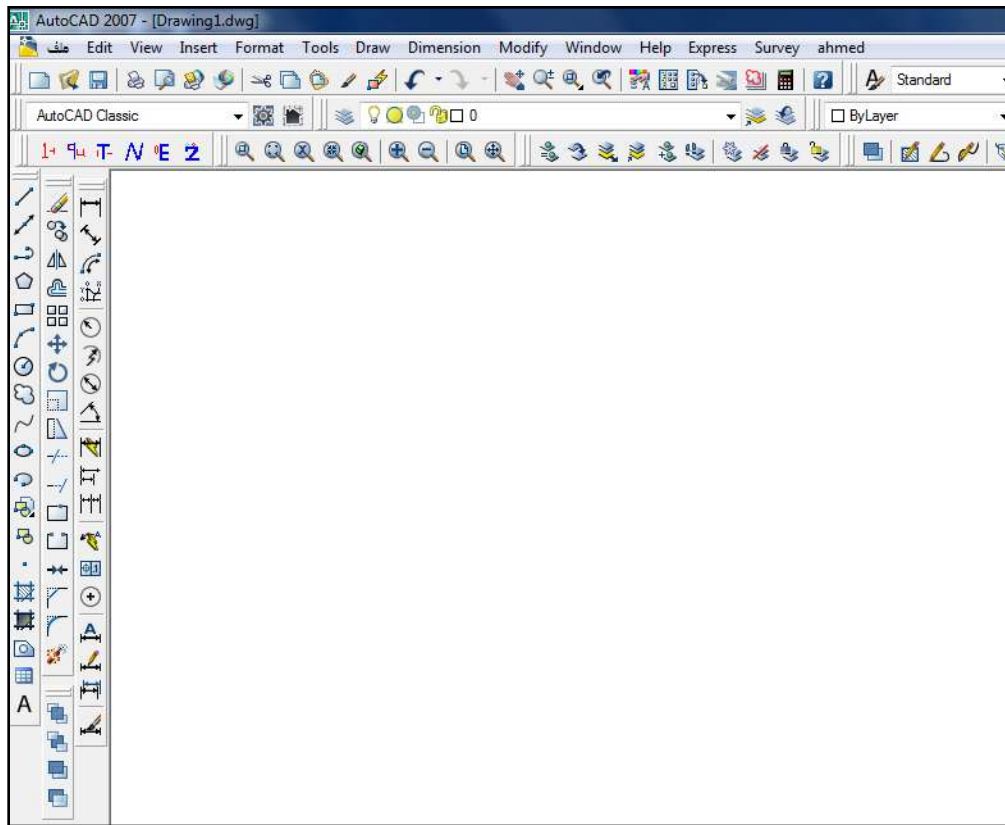 AutoCAD 2007 - [Drawing1.dwg]
ملف Edit View Insert Format Tools Draw Dimension Modify Window Help Express Survey ahmed
Standard
AutoCAD Classic 0 ByLayer
A